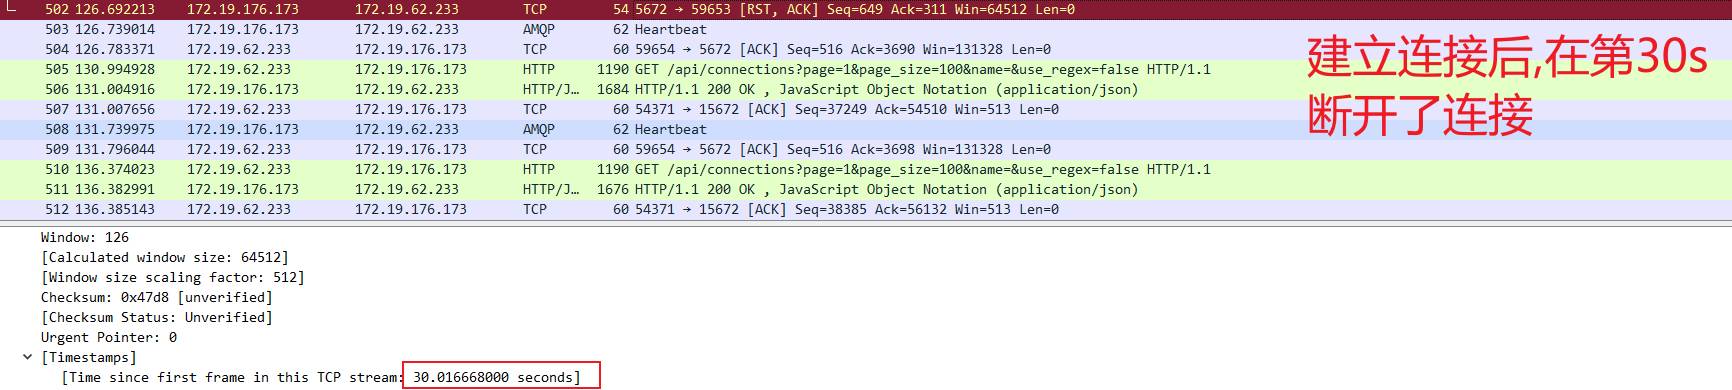 502 126.692213 172.19.176.173 172.19.62.233 TCP 54 5672 → 59653 [RST, ACK] Seq=649 Ack=311 Win=64512 Len=0
503 126.739014 172.19.176.173 172.19.62.233 AMQP 62 Heartbeat
504 126.783371 172.19.62.233 172.19.176.173 TCP 60 59654 → 5672 [ACK] Seq=516 Ack=3690 Win=131328 Len=0
505 130.994928 172.19.62.233 172.19.176.173 HTTP 1190 GET /api/connections?page=1&page_size=100&name=&use_regex=false HTTP/1.1
506 131.004916 172.19.176.173 172.19.62.233 HTTP/J… 1684 HTTP/1.1 200 OK , JavaScript Object Notation (application/json)
507 131.007656 172.19.62.233 172.19.176.173 TCP 60 54371 → 15672 [ACK] Seq=37249 Ack=54510 Win=513 Len=0
508 131.739975 172.19.176.173 172.19.62.233 AMQP 62 Heartbeat
509 131.796044 172.19.62.233 172.19.176.173 TCP 60 59654 → 5672 [ACK] Seq=516 Ack=3698 Win=131328 Len=0
510 136.374023 172.19.62.233 172.19.176.173 HTTP 1190 GET /api/connections?page=1&page_size=100&name=&use_regex=false HTTP/1.1
511 136.382991 172.19.176.173 172.19.62.233 HTTP/J… 1676 HTTP/1.1 200 OK , JavaScript Object Notation (application/json)
512 136.385143 172.19.62.233 172.19.176.173 TCP 60 54371 → 15672 [ACK] Seq=38385 Ack=56132 Win=513 Len=0
建立连接后,在第30s
断开了连接
Window: 126
[Calculated window size: 64512]
[Window size scaling factor: 512]
Checksum: 0x47d8 [unverified]
[Checksum Status: Unverified]
Urgent Pointer: 0
[Timestamps]
[Time since first frame in this TCP stream: 30.016668000 seconds]